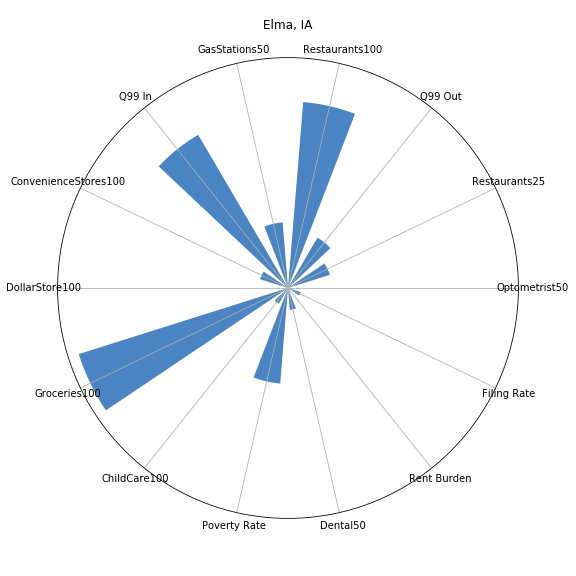 Elma, IA
GasStations50
Restaurants100
Q99 In
Q99 Out
ConvenienceStores100
Restaurants25
DollarStore100
Optometrist50
Groceries100
Filing Rate
ChildCare100
Rent Burden
Poverty Rate
Dental50